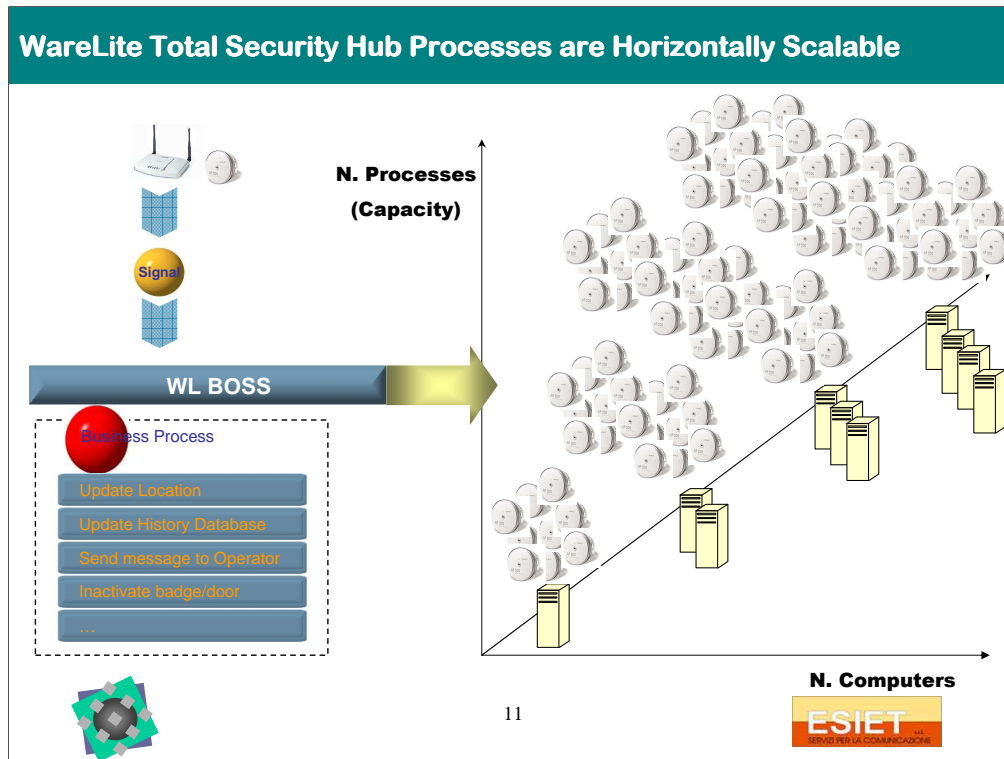 WareLite Total Security Hub Processes are Horizontally Scalable
N. Processes
(Capacity)
Signal
WL BOSS
Business Process
Update Location
Update History Database
Send message to Operator
Inactivate badge/door
...
N. Computers
11
ESIET
SERVIZI PER LA COMUNICAZIONE